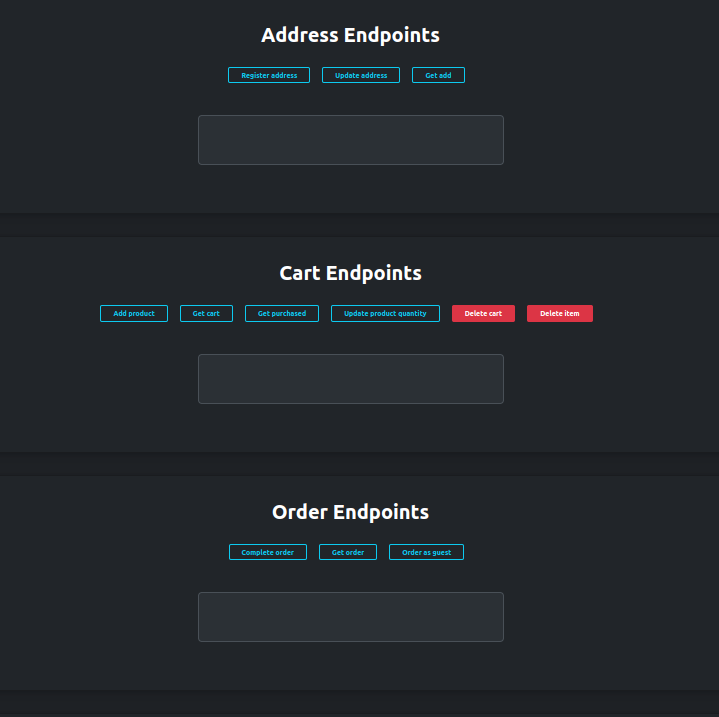 Address Endpoints
Register address Update address Get add
Cart Endpoints
Add product Get cart Get purchased Update product quantity Delete cart Delete item
Order Endpoints
Complete order Get order Order as guest